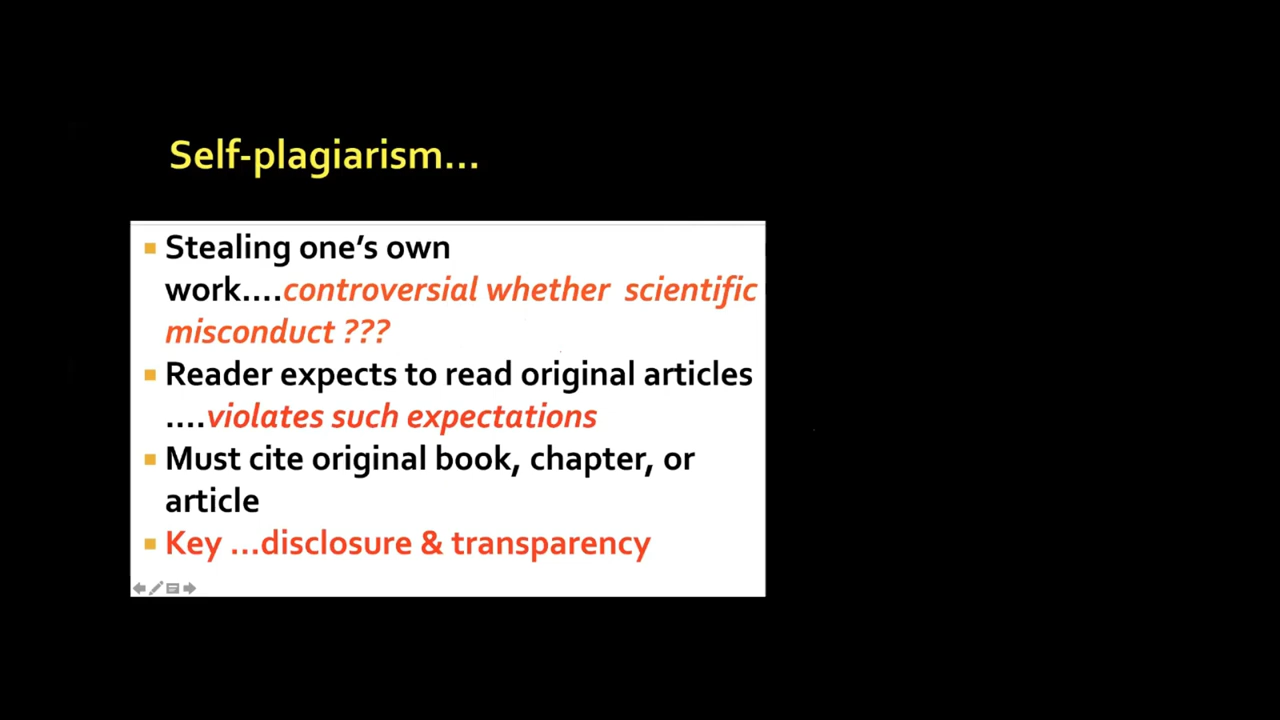 Self-plagiarism...
Stealing one's own
work....controversial whether scientific
misconduct ???
Reader expects to read original articles
....violates such expectations
Must cite original book, chapter, or
article
Key ...disclosure & transparency